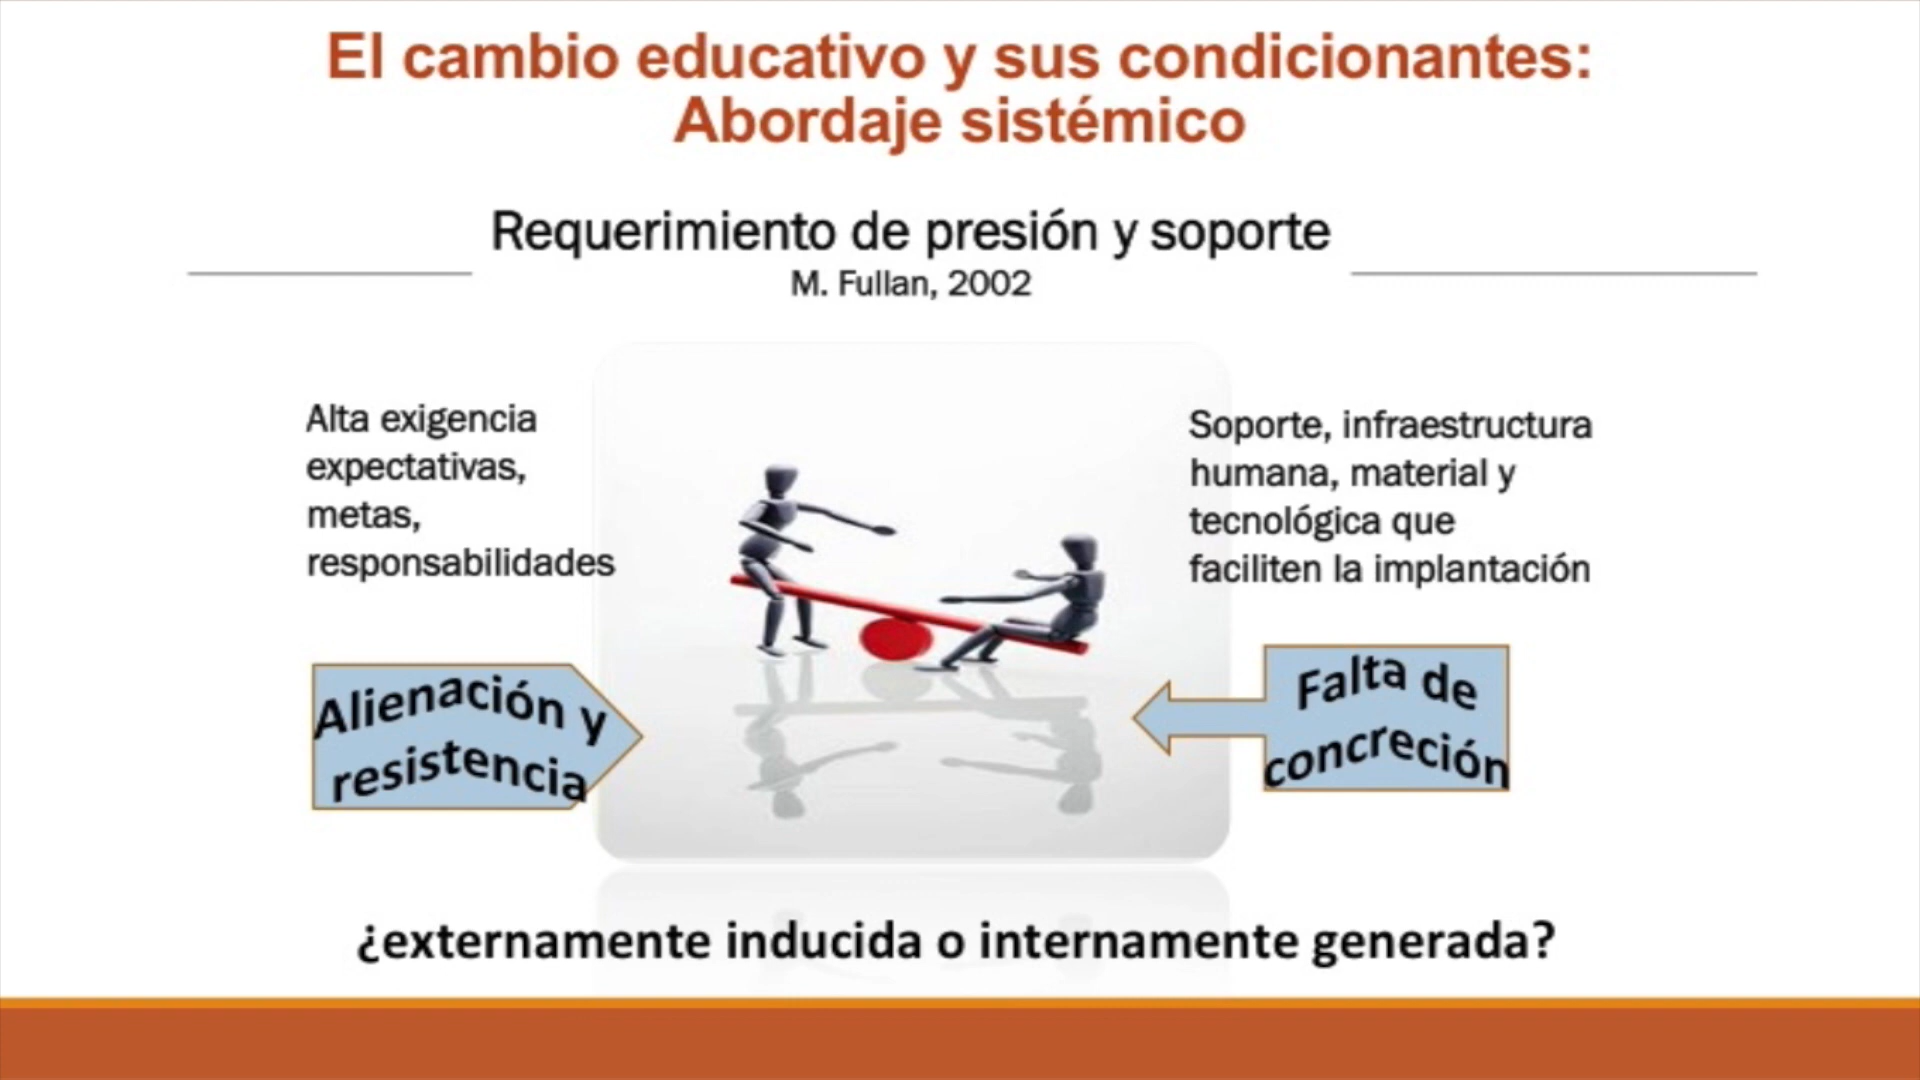 El cambio educativo y sus condicionantes:
Abordaje sistémico
Requerimiento de presión y soporte
M. Fullan, 2002
Alta exigencia
expectativas,
metas,
responsabilidades
Soporte, infraestructura
humana, material y
tecnológica que
faciliten la implantación
Alienación y
resistencia
Falta de
concreción
¿externamente inducida o internamente generada?